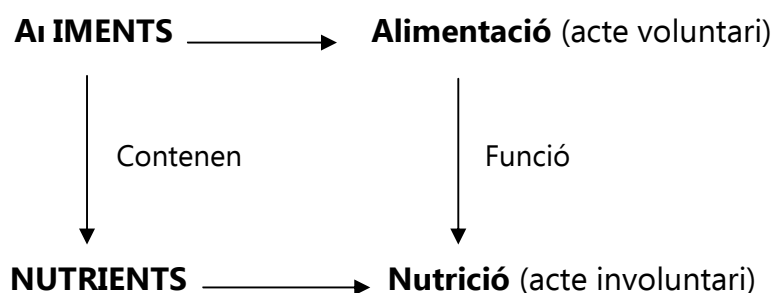 ALIMENTS Alimentació (acte voluntari)
Contenen Funció
NUTRIENTS Nutrició (acte involuntari)